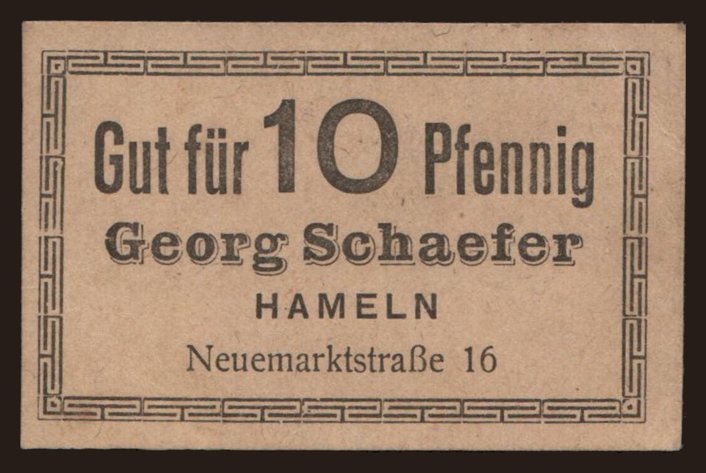 Gut für 10 Pfennig
Georg Schaefer
HAMELN
Neuemarktstraße 16